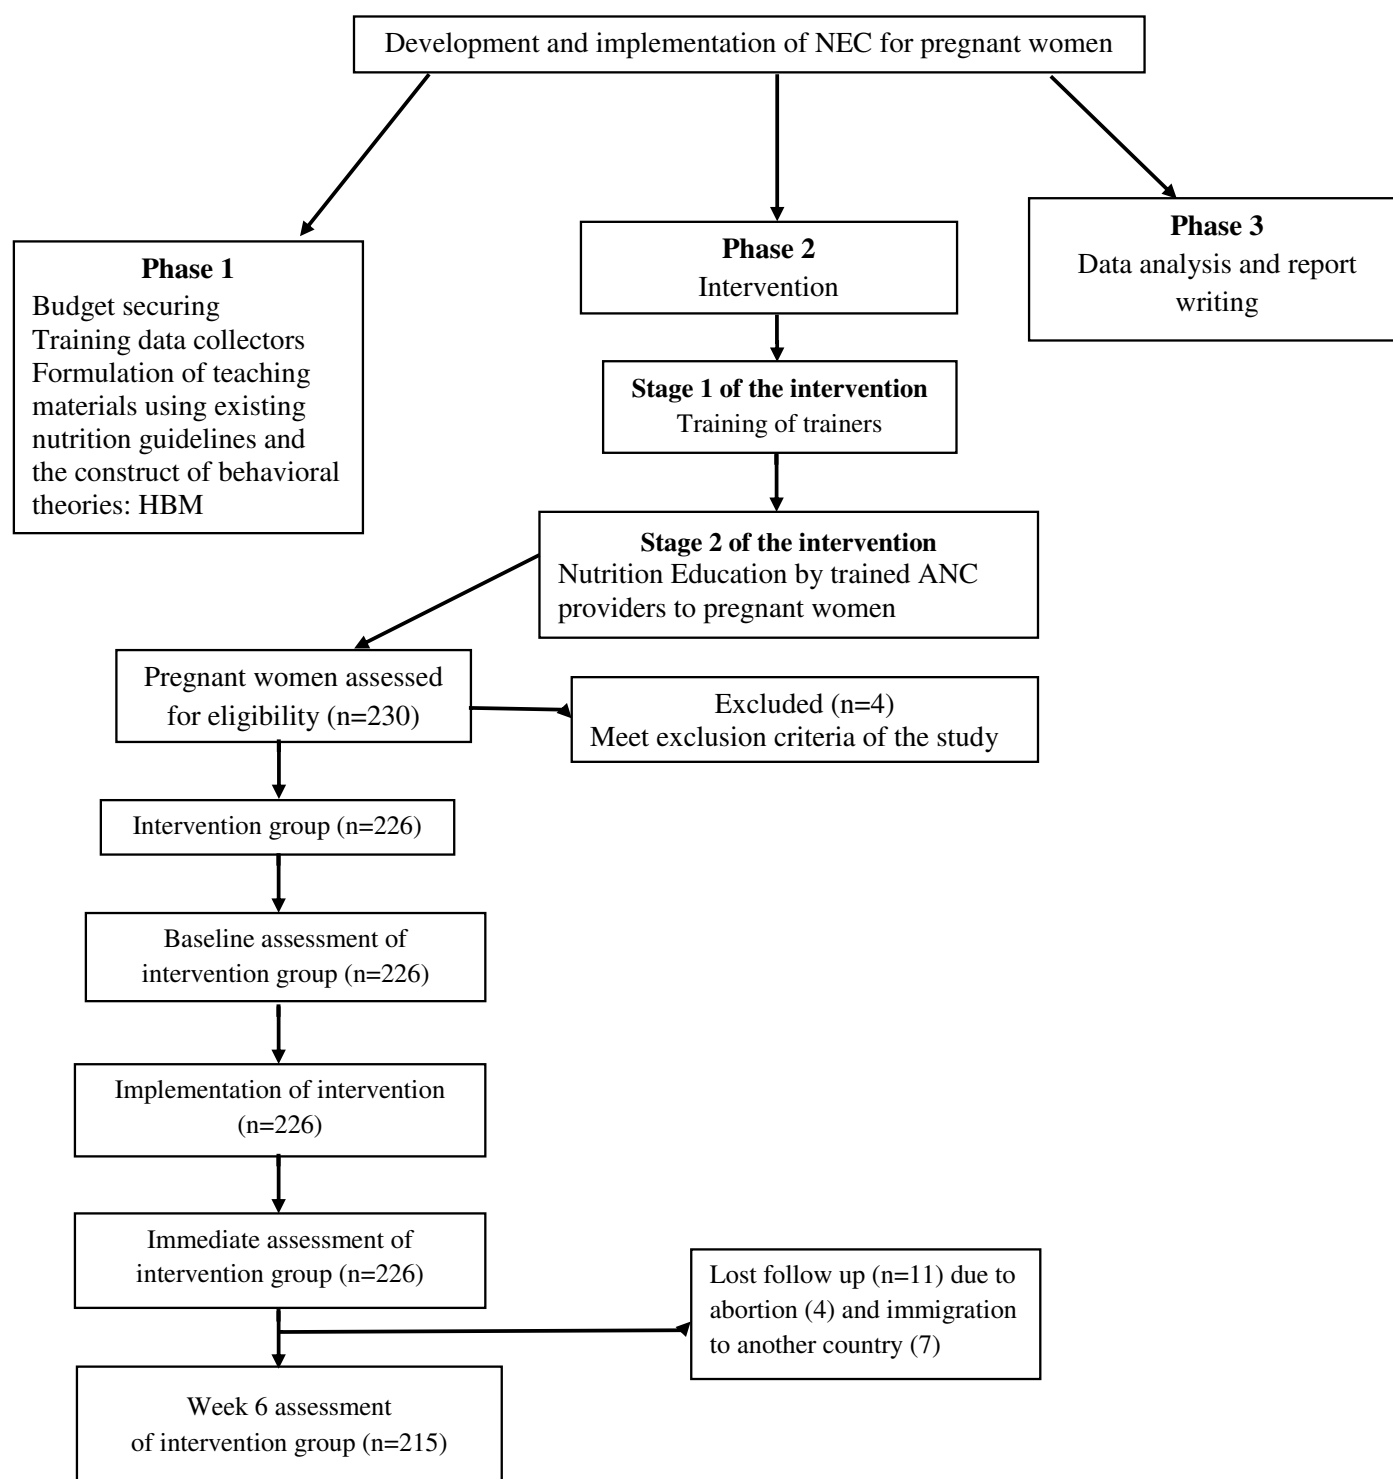 Development and implementation of NEC for pregnant women
Phase 1
Budget securing
Training data collectors
Formulation of teaching
materials using existing
nutrition guidelines and
the construct of behavioral
theories: HBM
Phase 2
Intervention
Phase 3
Data analysis and report
writing
Stage 1 of the intervention
Training of trainers
Stage 2 of the intervention
Nutrition Education by trained ANC
providers to pregnant women
Pregnant women assessed
for eligibility (n=230)
Excluded (n=4)
Meet exclusion criteria of the study
Intervention group (n=226)
Baseline assessment of
intervention group (n=226)
Implementation of intervention
(n=226)
Immediate assessment of
intervention group (n=226)
Lost follow up (n=11) due to
abortion (4) and immigration
to another country (7)
Week 6 assessment
of intervention group (n=215)